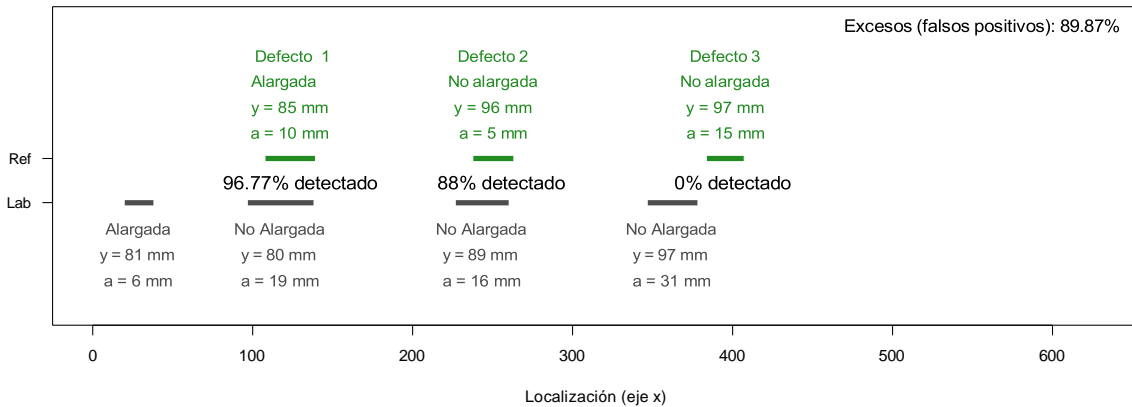 Excesos (falsos positivos): 89.87%
Defecto 1
Alargada
y = 85 mm
a = 10 mm
Defecto 2
No alargada
y = 96 mm
a = 5 mm
Defecto 3
No alargada
y = 97 mm
a = 15 mm
Ref
96.77% detectado
88% detectado
0% detectado
Lab
Alargada
y = 81 mm
a = 6 mm
No Alargada
y = 80 mm
a = 19 mm
No Alargada
y = 89 mm
a = 16 mm
No Alargada
y = 97 mm
a = 31 mm
0 100 200 300 400 500 600
Localización (eje x)